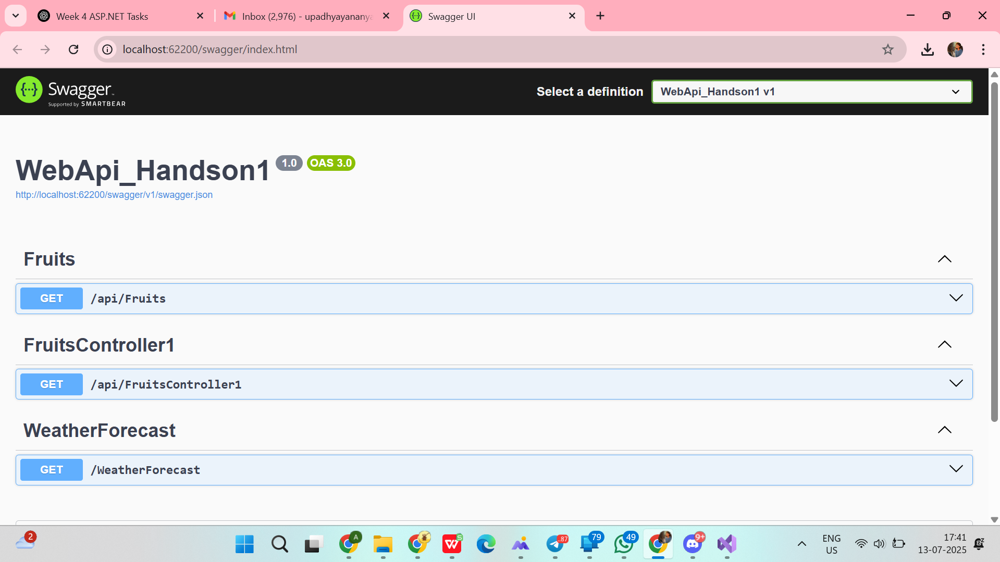 Week 4 ASP.NET Tasks
Inbox (2,976) - upadhyayananya
Swagger UI
localhost:62200/swagger/index.html
Swagger™
Supported by SMARTBEAR
Select a definition
WebApi_Handson1 v1
WebApi_Handson1 1.0 OAS 3.0
http://localhost:62200/swagger/v1/swagger.json
Fruits
GET /api/Fruits
FruitsController1
GET /api/FruitsController1
WeatherForecast
GET /WeatherForecast
2
A
W
S
..87
79
49
9+
ENG
US
17:41
13-07-2025